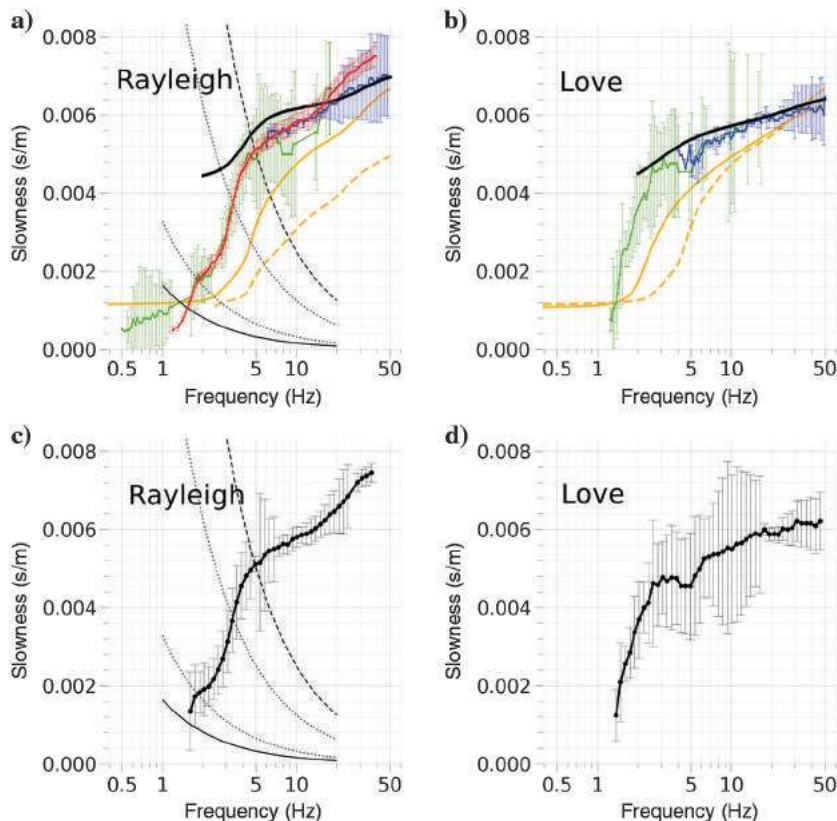 a)
Rayleigh
0.008
0.006
0.004
0.002
0.000
Slowness (s/m)
0.5 1 5 10 50
Frequency (Hz)
b)
Love
0.008
0.006
0.004
0.002
0.000
Slowness (s/m)
0.5 1 5 10 50
Frequency (Hz)
c)
Rayleigh
0.008
0.006
0.004
0.002
0.000
Slowness (s/m)
0.5 1 5 10 50
Frequency (Hz)
d)
Love
0.008
0.006
0.004
0.002
0.000
Slowness (s/m)
0.5 1 5 10 50
Frequency (Hz)